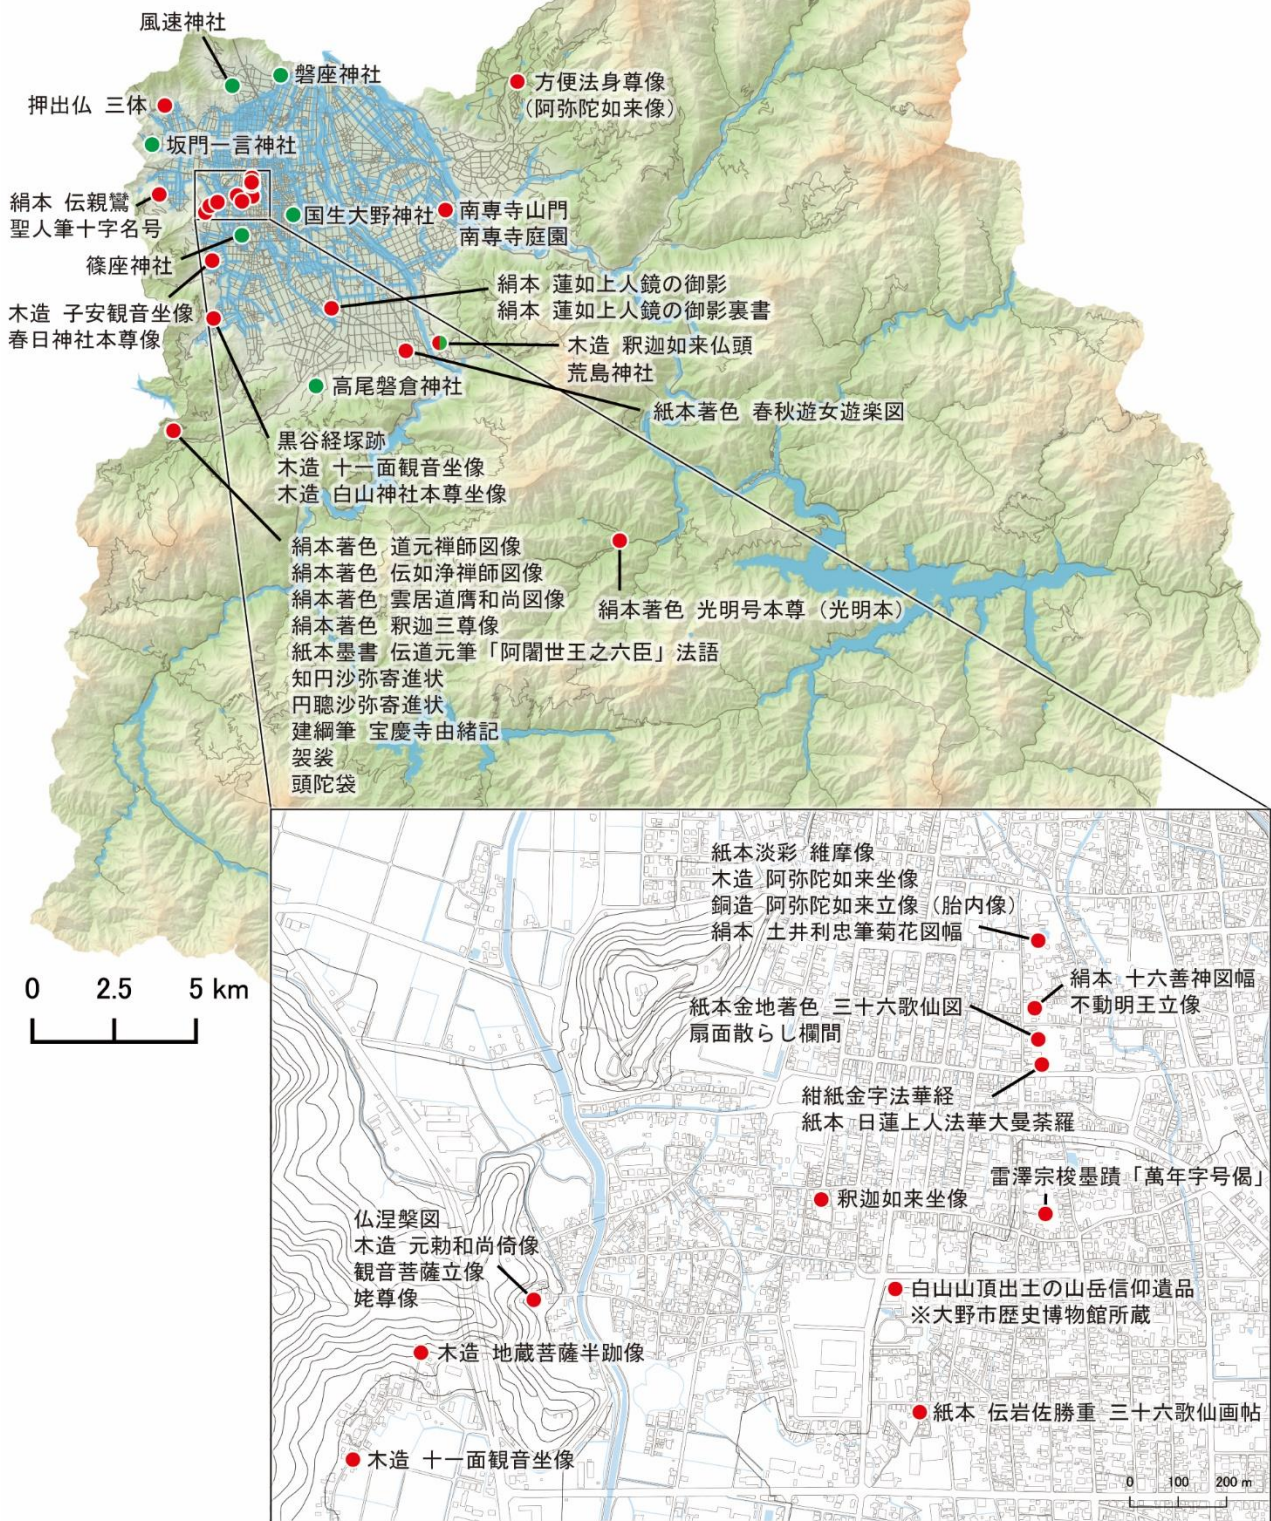 風速神社
磐座神社
方便法身尊像
（阿弥陀如来像）
押出仏 三体
坂門一言神社
絹本 伝親鸞
聖人筆十字名号
国生大野神社
南専寺山門
南専寺庭園
篠座神社
絹本 蓮如上人鏡の御影
絹本 蓮如上人鏡の御影裏書
木造 子安観音坐像
春日神社本尊像
木造 釈迦如来仏頭
荒島神社
高尾磐倉神社
紙本著色 春秋遊女遊楽図
黒谷経塚跡
木造 十一面観音坐像
木造 白山神社本尊坐像
絹本著色 道元禅師図像
絹本著色 伝如浄禅師図像
絹本著色 雲居道膺和尚図像
絹本著色 釈迦三尊像
紙本墨書 伝道元筆「阿闍世王之六臣」法語
知円沙弥寄進状
円聰沙弥寄進状
建綱筆 宝慶寺由緒記
袈裟
頭陀袋
絹本著色 光明号本尊（光明本）
0 2.5 5 km
紙本淡彩 維摩像
木造 阿弥陀如来坐像
銅造 阿弥陀如来立像（胎内像）
絹本 土井利忠筆菊花図幅
絹本 十六善神図幅
不動明王立像
紙本金地著色 三十六歌仙図
扇面散らし欄間
紺紙金字法華経
紙本 日蓮上人法華大曼荼羅
雷澤宗梭墨蹟「萬年字号偈」
釈迦如来坐像
仏涅槃図
木造 元勅和尚倚像
観音菩薩立像
姥尊像
白山山頂出土の山岳信仰遺品
※大野市歴史博物館所蔵
木造 地蔵菩薩半跏像
紙本 伝岩佐勝重 三十六歌仙画帖
木造 十一面観音坐像
0 100 200 m